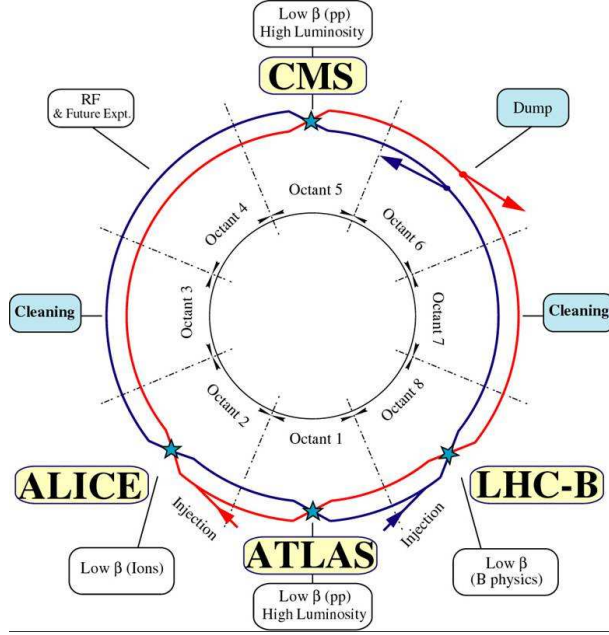 Low β (pp)
High Luminosity
CMS
RF
& Future Expt.
Dump
Octant 5
Octant 4
Octant 6
Cleaning
Octant 3
Octant 7
Cleaning
Octant 2
Octant 8
Octant 1
ALICE
LHC-B
Injection
Injection
ATLAS
Low β (Ions)
Low β
(B physics)
Low β (pp)
High Luminosity